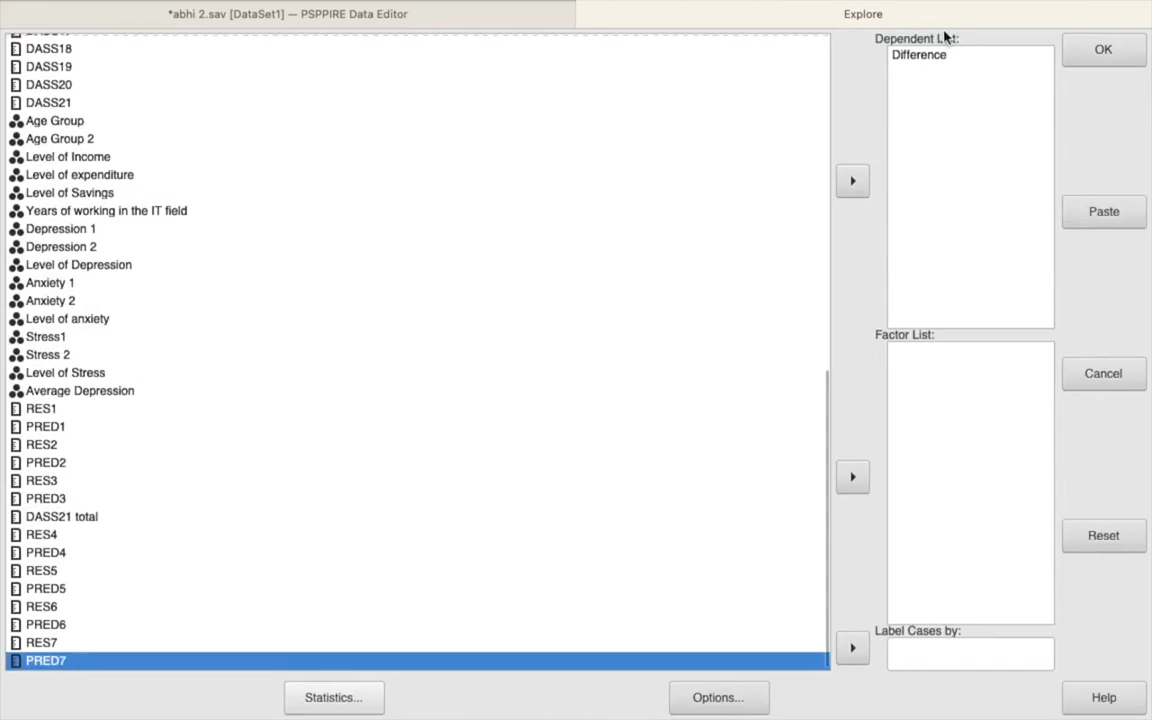 *abhi 2.sav [DataSet1] — PSPPIRE Data Editor
Explore
DASS18
DASS19
DASS20
DASS21
Age Group
Age Group 2
Level of Income
Level of expenditure
Level of Savings
Years of working in the IT field
Depression 1
Depression 2
Level of Depression
Anxiety 1
Anxiety 2
Level of anxiety
Stress1
Stress 2
Level of Stress
Average Depression
RES1
PRED1
RES2
PRED2
RES3
PRED3
DASS21 total
RES4
PRED4
RES5
PRED5
RES6
PRED6
RES7
PRED7
Dependent List:
Difference
Factor List:
Label Cases by:
OK
Paste
Cancel
Reset
Statistics...
Options...
Help